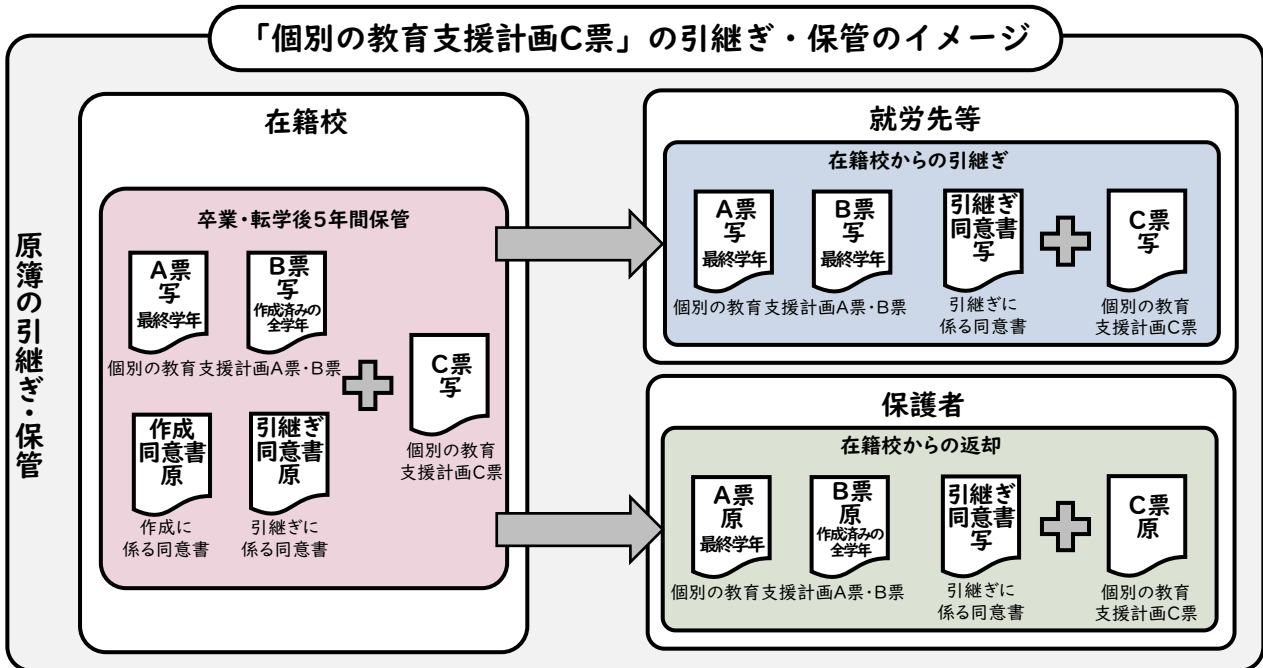 「個別の教育支援計画C票」の引継ぎ・保管のイメージ
原簿の引継ぎ・保管
在籍校
卒業・転学後5年間保管
A票
写
最終学年
B票
写
作成済みの
全学年
個別の教育支援計画A票・B票
C票
写
個別の教育
支援計画C票
作成
同意書
原
作成に
係る同意書
引継ぎ
同意書
原
引継ぎに
係る同意書
就労先等
在籍校からの引継ぎ
A票
写
最終学年
B票
写
最終学年
個別の教育支援計画A票・B票
引継ぎ
同意書
写
引継ぎに
係る同意書
C票
写
個別の教育
支援計画C票
保護者
在籍校からの返却
A票
原
最終学年
B票
原
作成済みの
全学年
個別の教育支援計画A票・B票
引継ぎ
同意書
写
引継ぎに
係る同意書
C票
原
個別の教育
支援計画C票